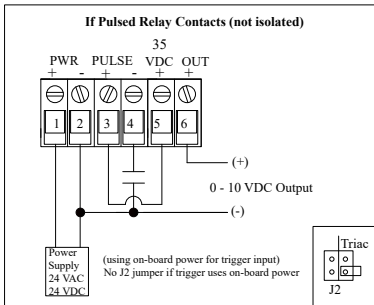 If Pulsed Relay Contacts (not isolated)
35
PWR PULSE VDC OUT
+ - + - + +
1 2 3 4 5 6
(+)
0 - 10 VDC Output
(-)
Power
Supply
24 VAC
24 VDC
(using on-board power for trigger input)
No J2 jumper if trigger uses on-board power
Triac
J2